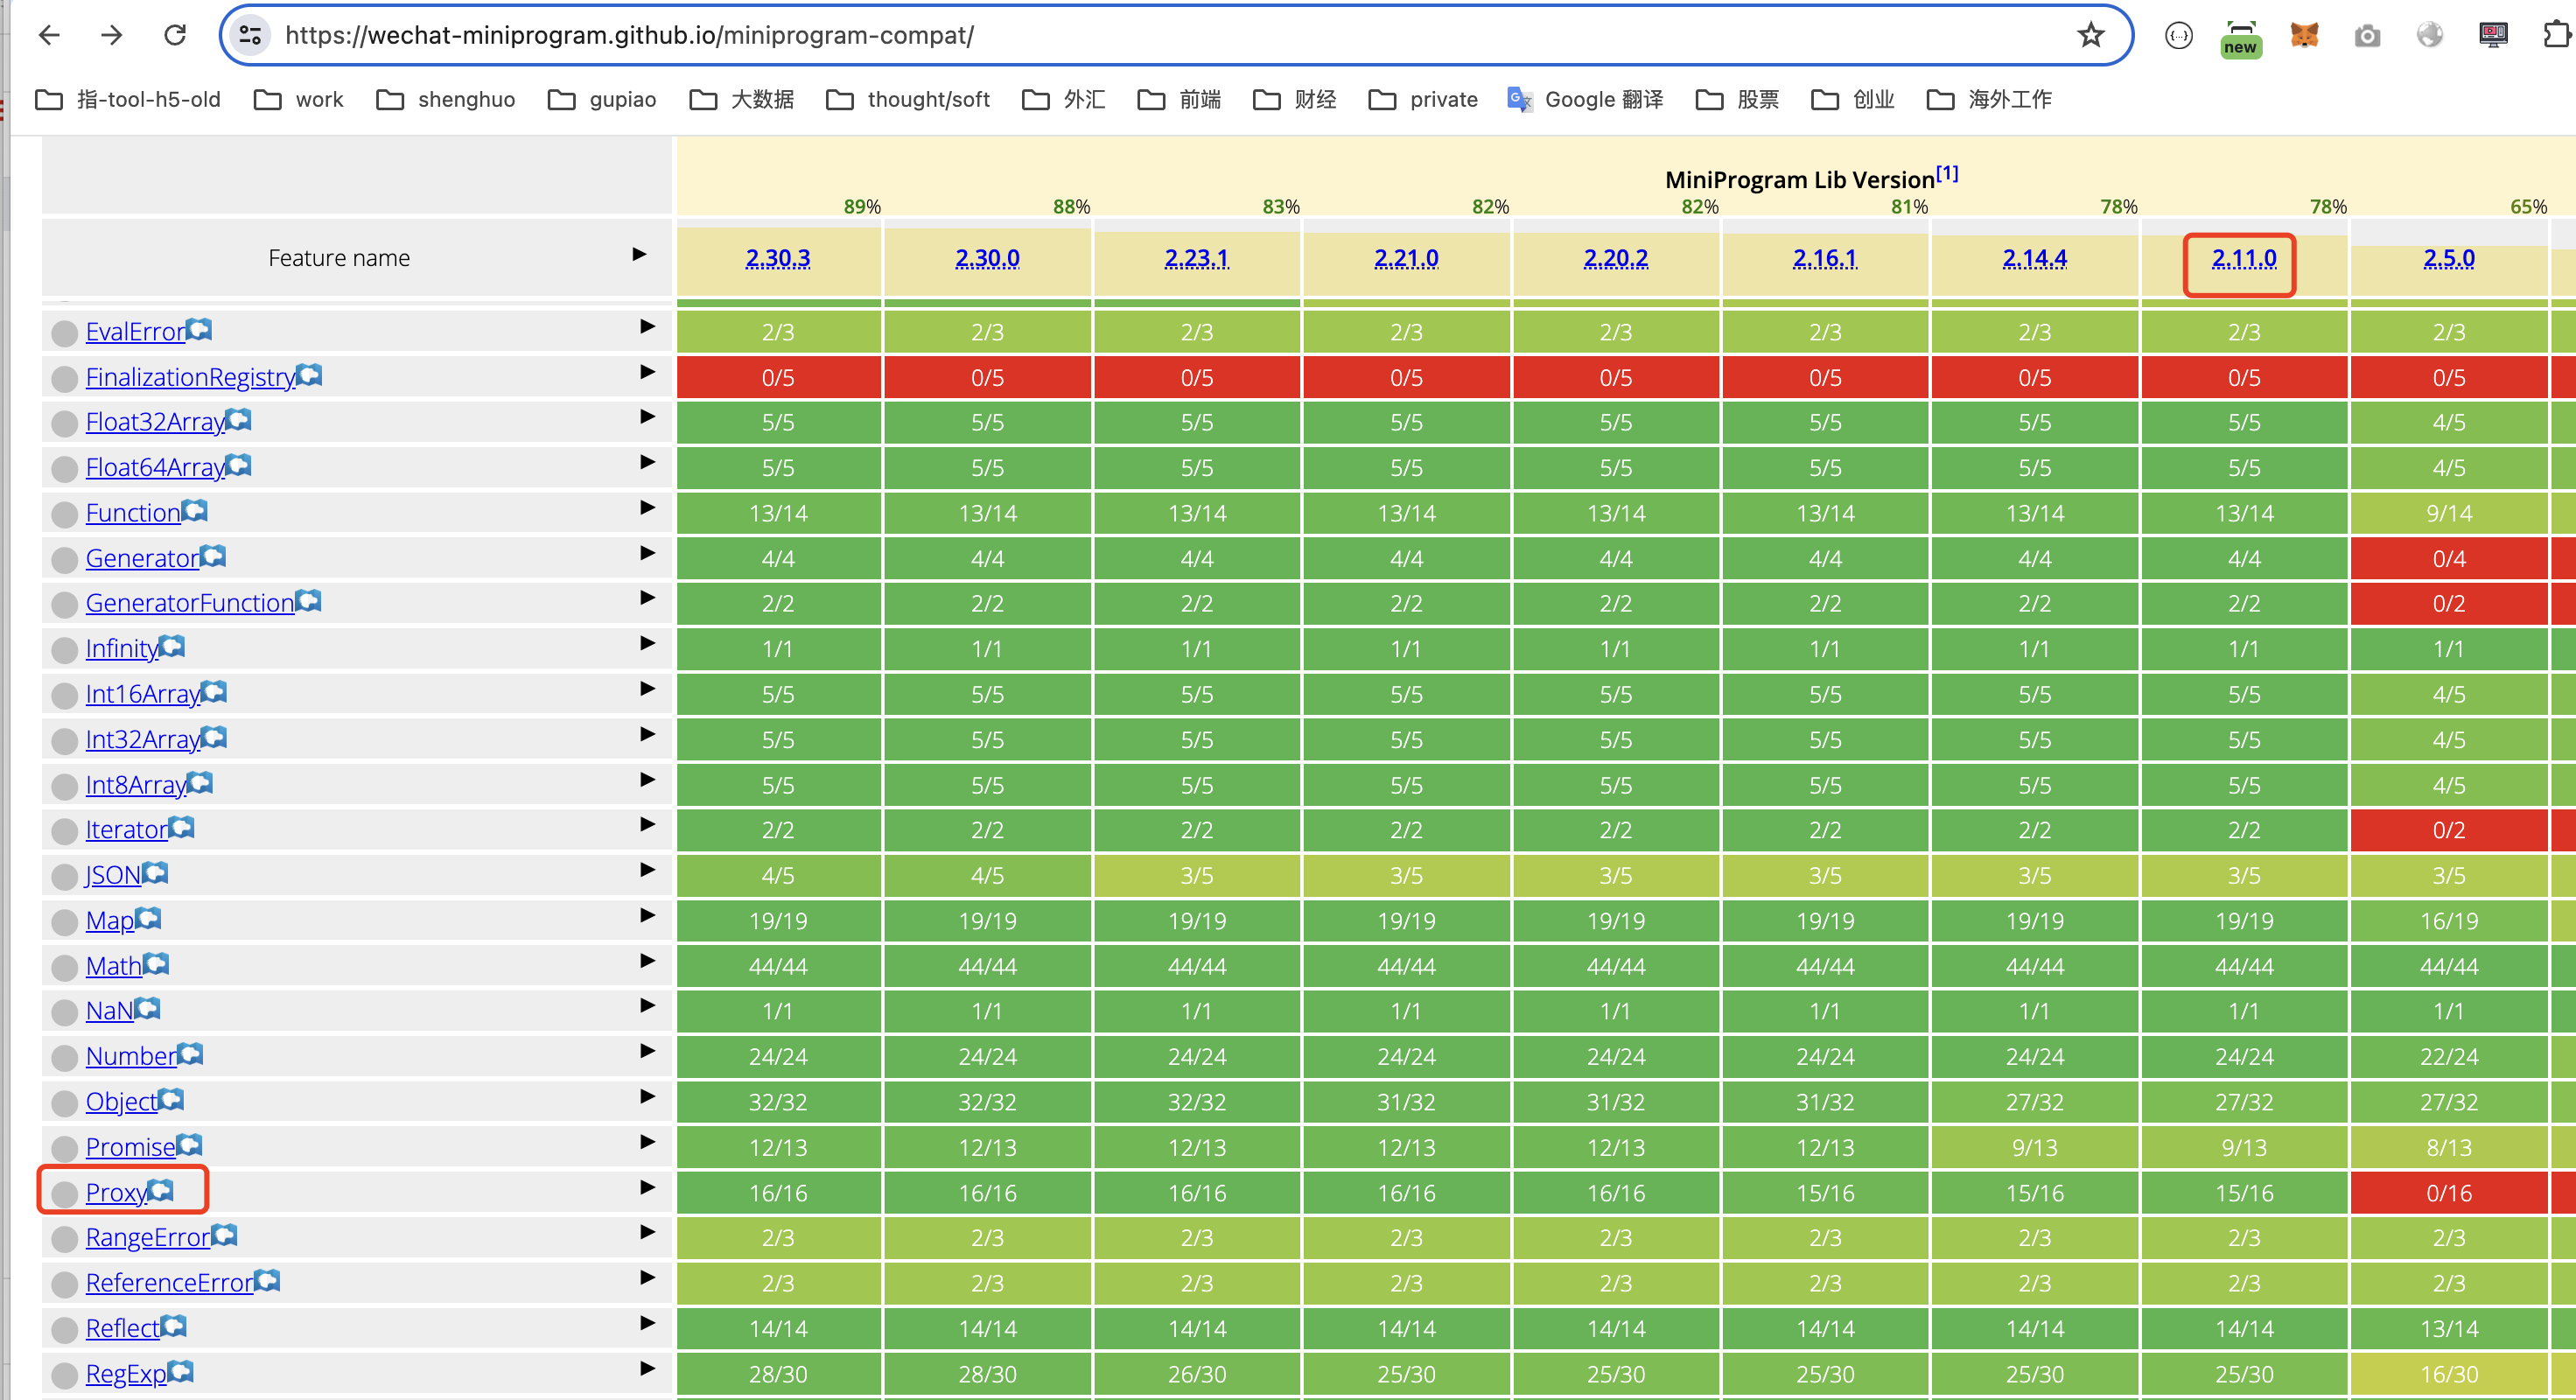 https://wechat-miniprogram.github.io/miniprogram-compat/
new
指-tool-h5-old work shenghuo gupiao 大数据 thought/soft 外汇 前端 财经 private Google 翻译 股票 创业 海外工作
MiniProgram Lib Version[1]
89% 88% 83% 82% 82% 81% 78% 78% 65%
Feature name ▶ 2.30.3 2.30.0 2.23.1 2.21.0 2.20.2 2.16.1 2.14.4 2.11.0 2.5.0
EvalError ▶ 2/3 2/3 2/3 2/3 2/3 2/3 2/3 2/3 2/3
FinalizationRegistry ▶ 0/5 0/5 0/5 0/5 0/5 0/5 0/5 0/5 0/5
Float32Array ▶ 5/5 5/5 5/5 5/5 5/5 5/5 5/5 5/5 4/5
Float64Array ▶ 5/5 5/5 5/5 5/5 5/5 5/5 5/5 5/5 4/5
Function ▶ 13/14 13/14 13/14 13/14 13/14 13/14 13/14 13/14 9/14
Generator ▶ 4/4 4/4 4/4 4/4 4/4 4/4 4/4 4/4 0/4
GeneratorFunction ▶ 2/2 2/2 2/2 2/2 2/2 2/2 2/2 2/2 0/2
Infinity ▶ 1/1 1/1 1/1 1/1 1/1 1/1 1/1 1/1 1/1
Int16Array ▶ 5/5 5/5 5/5 5/5 5/5 5/5 5/5 5/5 4/5
Int32Array ▶ 5/5 5/5 5/5 5/5 5/5 5/5 5/5 5/5 4/5
Int8Array ▶ 5/5 5/5 5/5 5/5 5/5 5/5 5/5 5/5 4/5
Iterator ▶ 2/2 2/2 2/2 2/2 2/2 2/2 2/2 2/2 0/2
JSON ▶ 4/5 4/5 3/5 3/5 3/5 3/5 3/5 3/5 3/5
Map ▶ 19/19 19/19 19/19 19/19 19/19 19/19 19/19 19/19 16/19
Math ▶ 44/44 44/44 44/44 44/44 44/44 44/44 44/44 44/44 44/44
NaN ▶ 1/1 1/1 1/1 1/1 1/1 1/1 1/1 1/1 1/1
Number ▶ 24/24 24/24 24/24 24/24 24/24 24/24 24/24 24/24 22/24
Object ▶ 32/32 32/32 32/32 31/32 31/32 31/32 27/32 27/32 27/32
Promise ▶ 12/13 12/13 12/13 12/13 12/13 12/13 9/13 9/13 8/13
Proxy ▶ 16/16 16/16 16/16 16/16 16/16 15/16 15/16 15/16 0/16
RangeError ▶ 2/3 2/3 2/3 2/3 2/3 2/3 2/3 2/3 2/3
ReferenceError ▶ 2/3 2/3 2/3 2/3 2/3 2/3 2/3 2/3 2/3
Reflect ▶ 14/14 14/14 14/14 14/14 14/14 14/14 14/14 14/14 13/14
RegExp ▶ 28/30 28/30 26/30 25/30 25/30 25/30 25/30 25/30 16/30